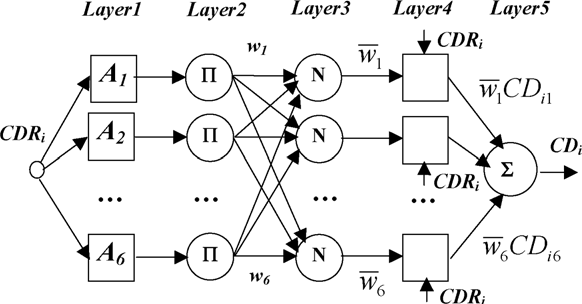 Layer1 Layer2 Layer3 Layer4 Layer5
w₁ w̅₁ CDRᵢ
A₁ Π N w̅₁CDᵢ₁
CDRᵢ A₂ Π N CDᵢ
CDRᵢ Σ
... ... ... ...
A₆ Π N w̅₆CDᵢ₆
w₆ w̅₆ CDRᵢ